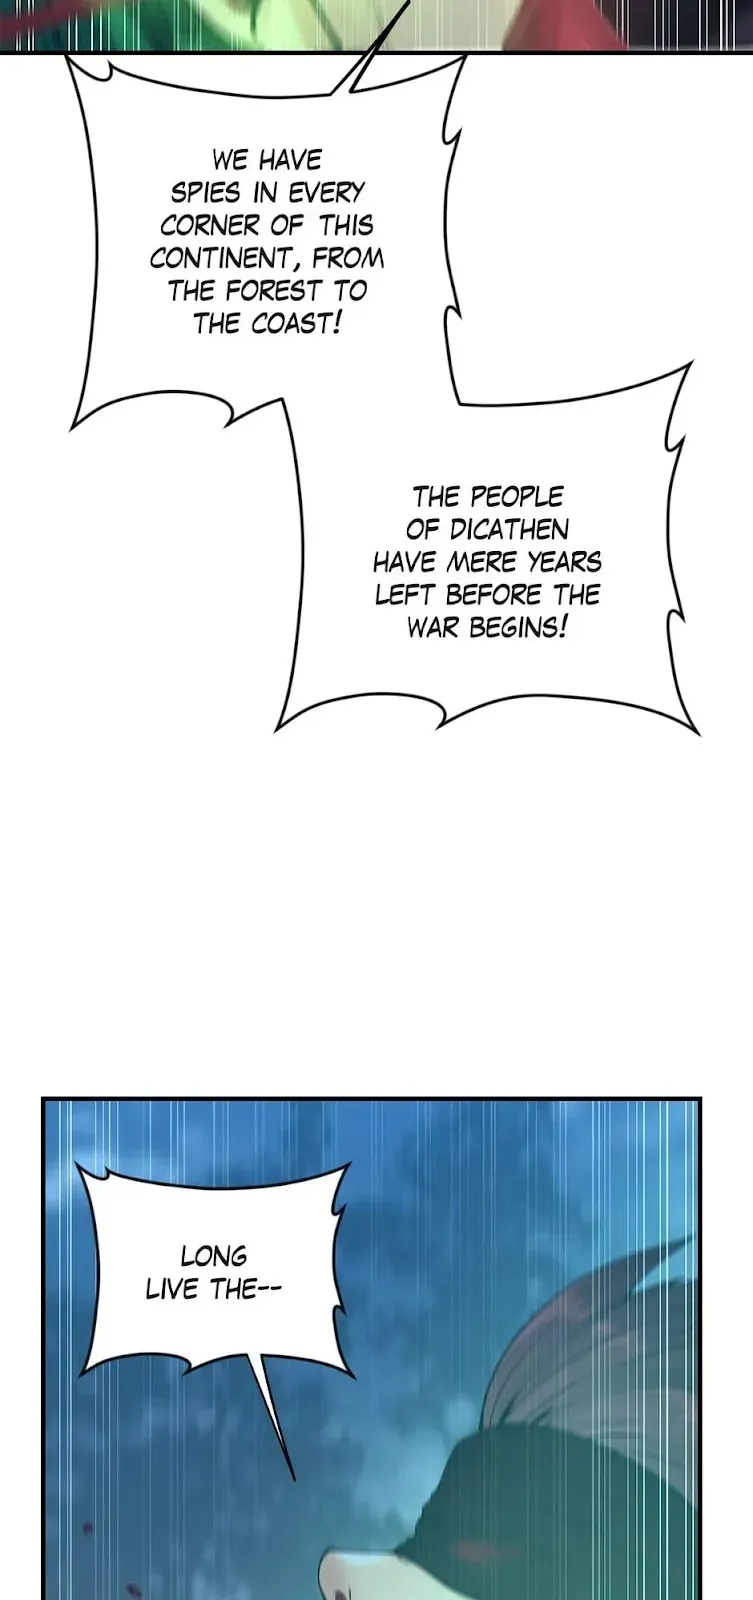 WE HAVE
SPIES IN EVERY
CORNER OF THIS
CONTINENT, FROM
THE FOREST TO
THE COAST!
THE PEOPLE
OF DICATHEN
HAVE MERE YEARS
LEFT BEFORE THE
WAR BEGINS!
LONG
LIVE THE--